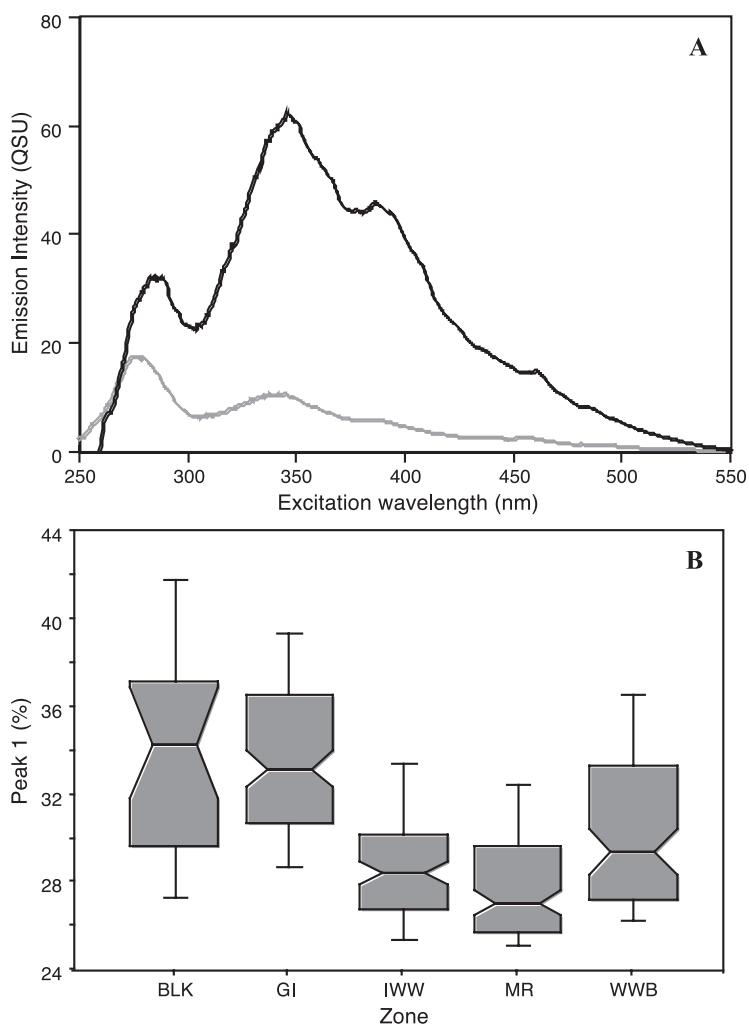 80
A
60
40
20
0
Emission Intensity (QSU)
250 300 350 400 450 500 550
Excitation wavelength (nm)
44
B
40
36
32
28
24
Peak 1 (%)
BLK GI IWW MR WWB
Zone